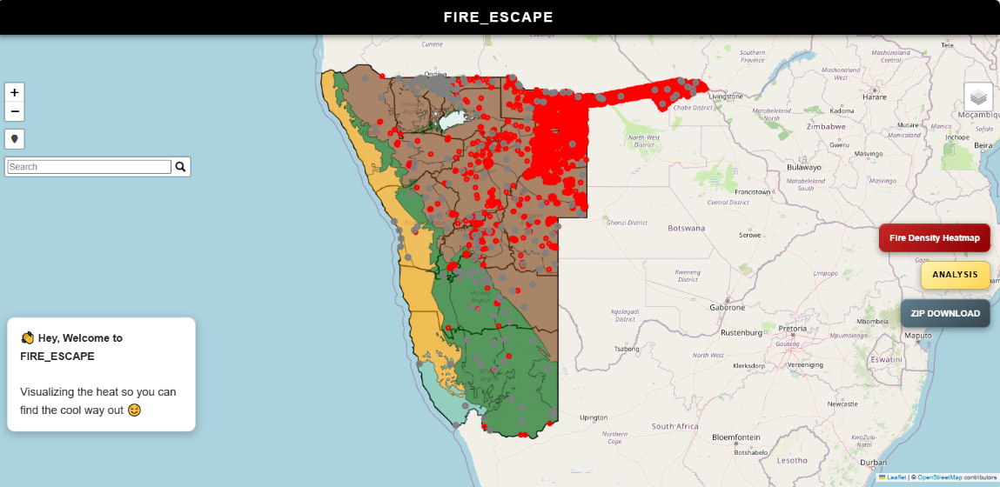 FIRE_ESCAPE
+
−
Search
👏 Hey, Welcome to
FIRE_ESCAPE
Visualizing the heat so you can
find the cool way out 😊
Fire Density Heatmap
ANALYSIS
ZIP DOWNLOAD
Cunene
Ondjiva
Southern
Province
Tete
Mashonaland
West
Mashonaland
Central
Livingstone
Harare
Chobe District
Matabeleland
North
Kadoma
Zimbabwe
Mutare
Manicaland
Inchope
Beira
Gweru
Masvingo
North-West
District
Bulawayo
Matabeleland
South
Masvingo
Francistown
Central District
Ghanzi District
Botswana
Serowe
Kweneng
District
Limpopo
Gaborone
Kgalagadi
District
Pretoria
Gauteng
Rustenburg
Mbombela
Mpumalanga
Maputo
Tsabong
North West
Klerksdorp
Eswatini
Newcastle
Upington
South Africa
Northern
Cape
Bloemfontein
Botshabelo
KwaZulu-
Natal
Lesotho
Durban
Leaflet | © OpenStreetMap contributors